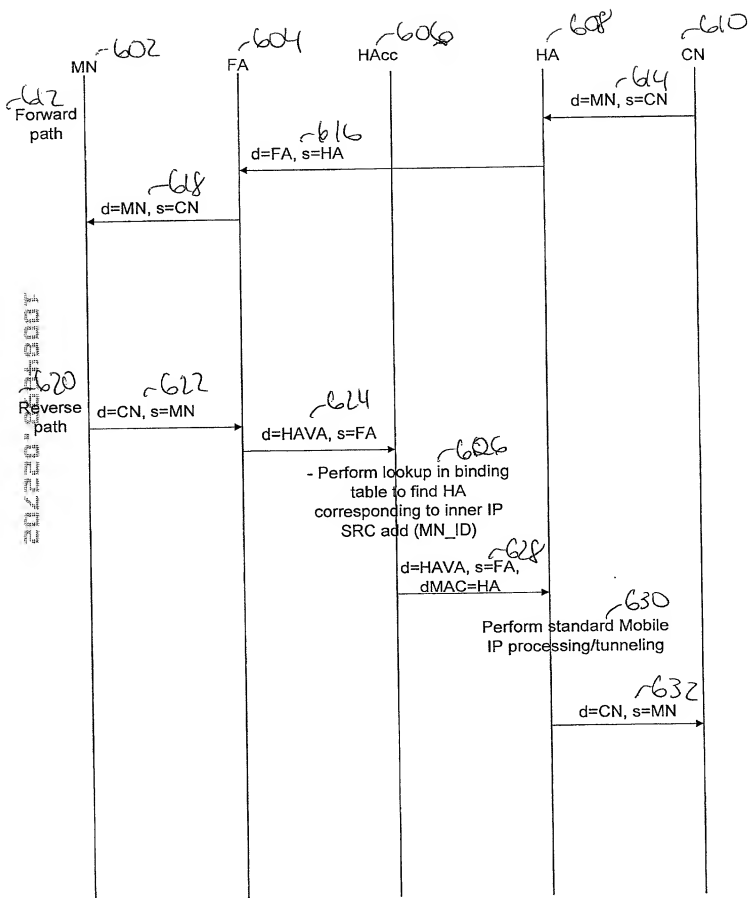 602
604
606
608
610
MN
FA
HAcc
HA
CN
612
Forward
path
614
d=MN, s=CN
616
d=FA, s=HA
618
d=MN, s=CN
620
Reverse
path
622
d=CN, s=MN
624
d=HAVA, s=FA
626
- Perform lookup in binding
table to find HA
corresponding to inner IP
SRC add (MN_ID)
628
d=HAVA, s=FA,
dMAC=HA
630
Perform standard Mobile
IP processing/tunneling
632
d=CN, s=MN